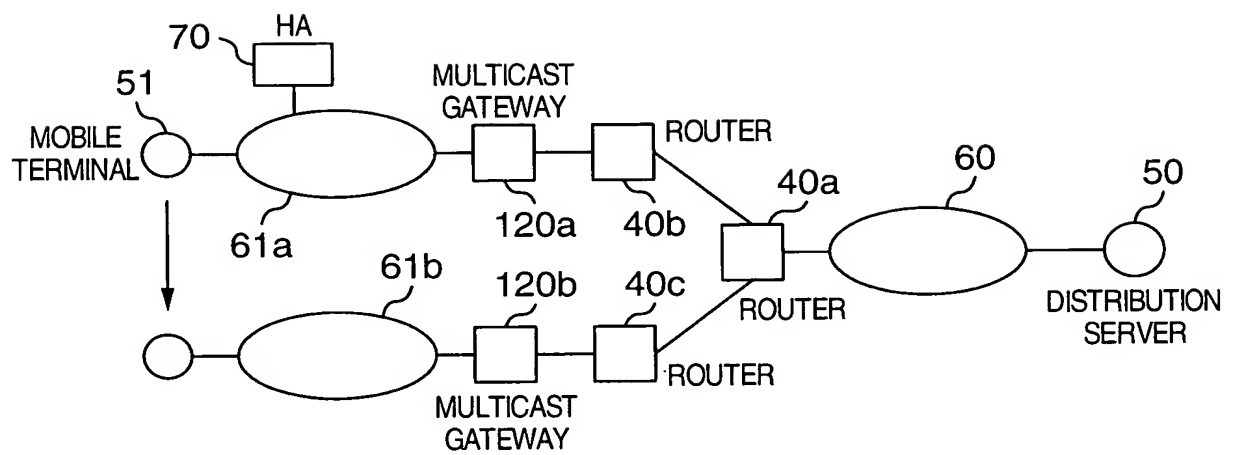 HA
70
51
MOBILE
TERMINAL
MULTICAST
GATEWAY
ROUTER
61a
120a
40b
40a
60
50
61b
120b
40c
ROUTER
DISTRIBUTION
SERVER
ROUTER
MULTICAST
GATEWAY